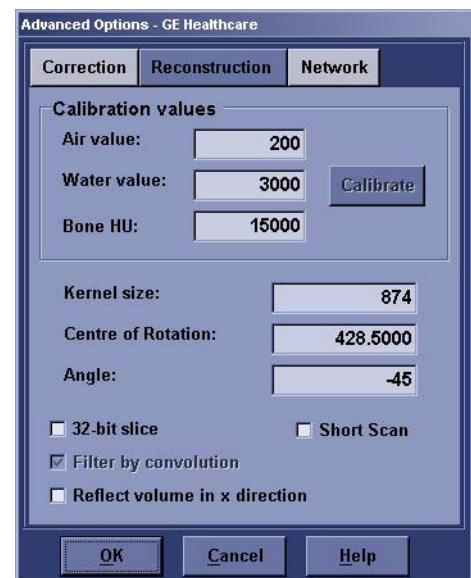 Advanced Options - GE Healthcare
Correction Reconstruction Network
Calibration values
Air value: 200
Water value: 3000 Calibrate
Bone HU: 15000
Kernel size: 874
Centre of Rotation: 428.5000
Angle: -45
32-bit slice Short Scan
Filter by convolution
Reflect volume in x direction
OK Cancel Help